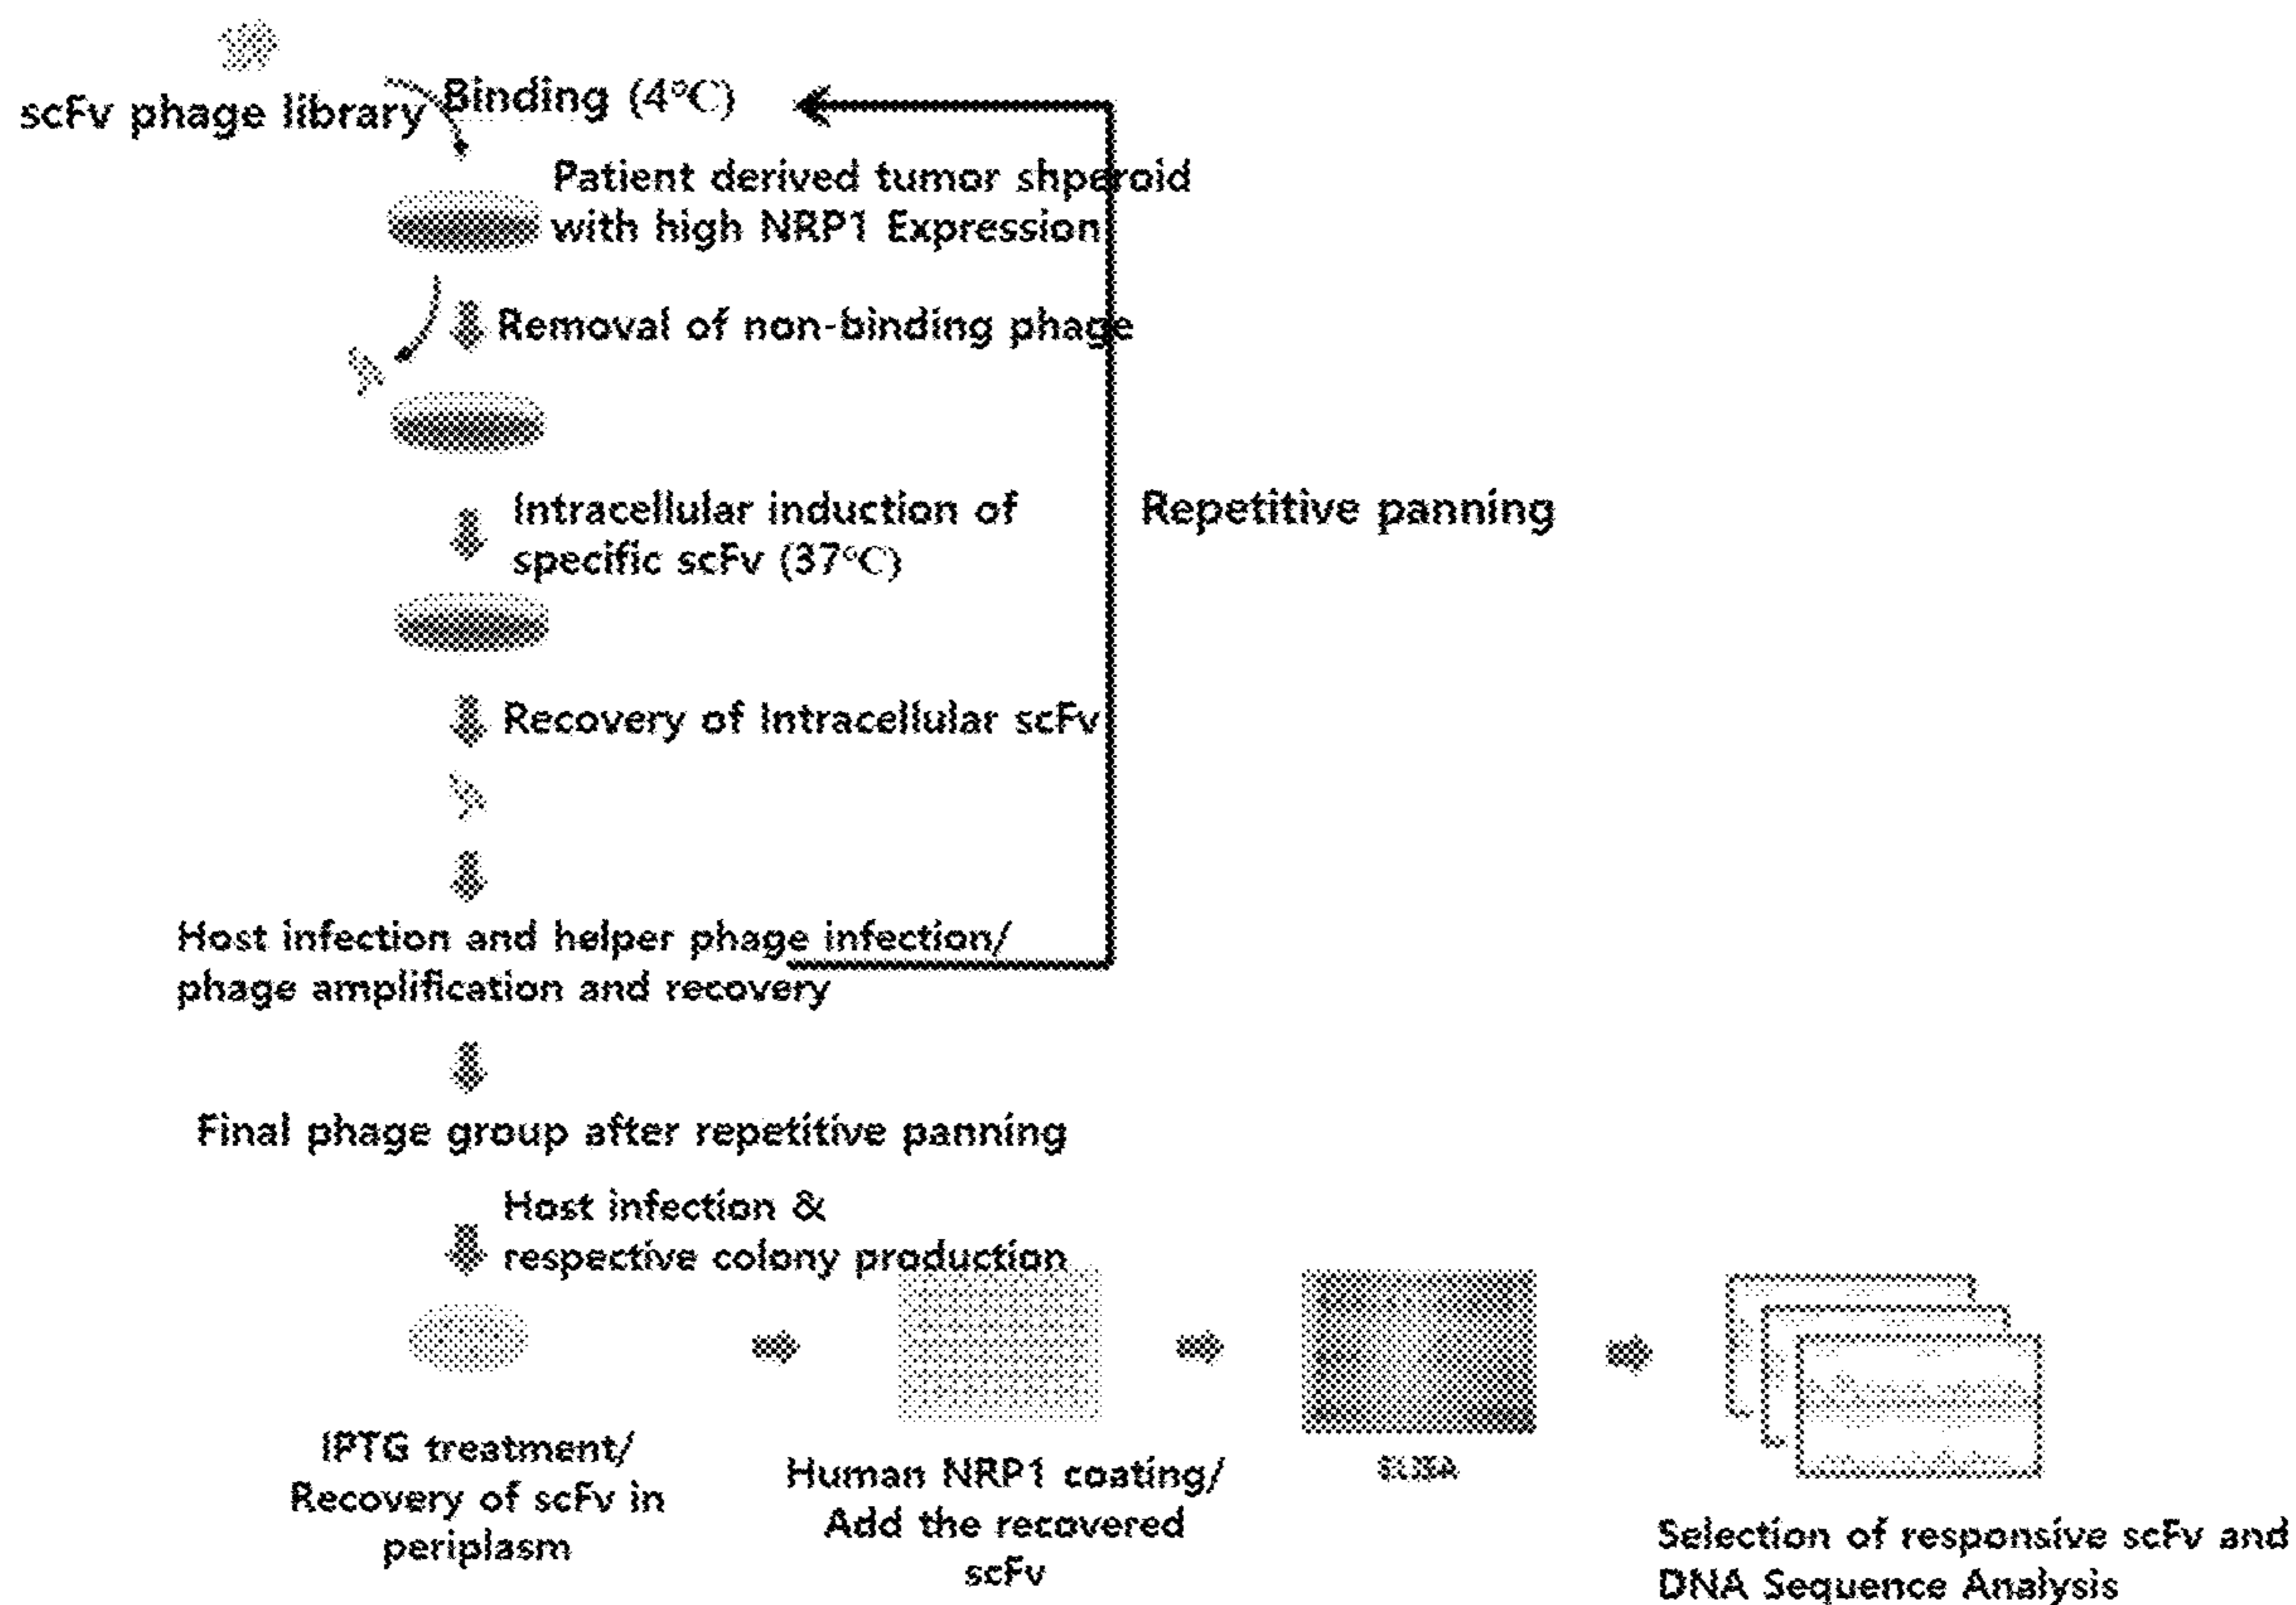 scFv phage library
Binding (4°C)
Patient derived tumor shperoid
with high NRP1 Expression
Removal of non-binding phage
Intracellular induction of
specific scFv (37°C)
Repetitive panning
Recovery of Intracellular scFv
Host infection and helper phage infection/
phage amplification and recovery
Final phage group after repetitive panning
Host infection &
respective colony production
IPTG treatment/
Recovery of scFv in
periplasm
Human NRP1 coating/
Add the recovered
scFv
ELISA
Selection of responsive scFv and
DNA Sequence Analysis